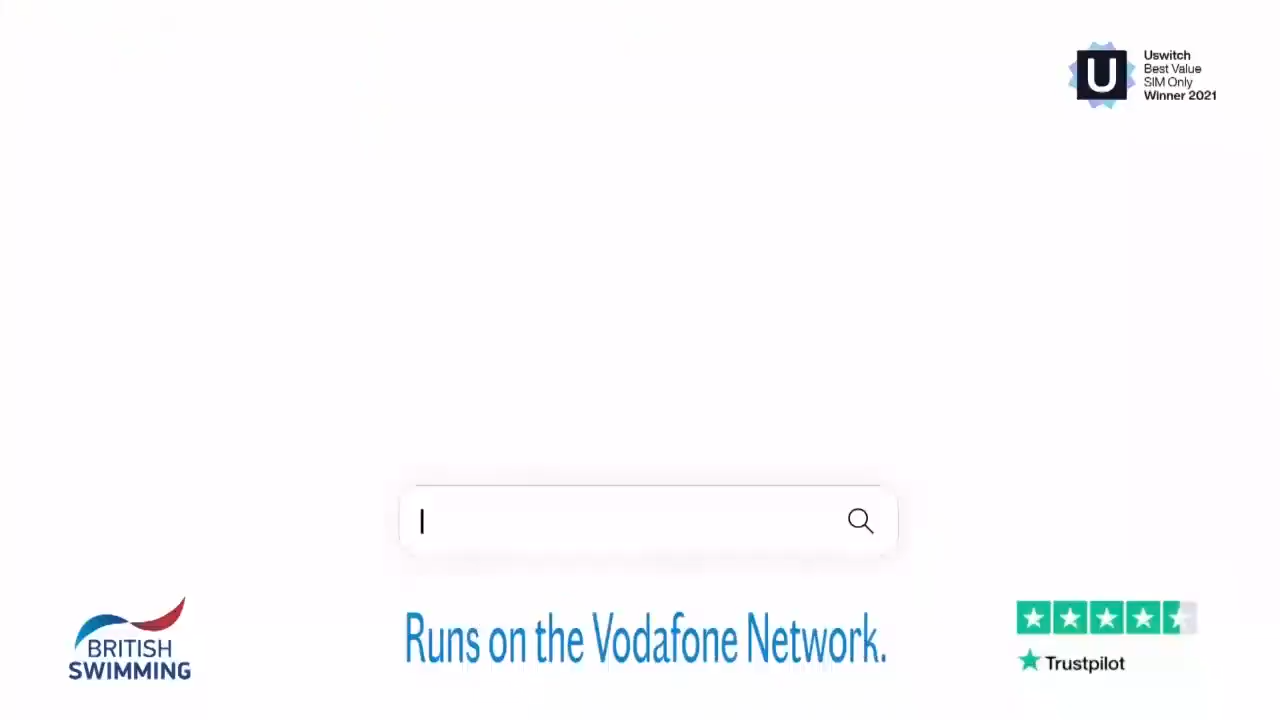 Uswitch
Best Value
SIM Only
Winner 2021
U
BRITISH
SWIMMING
Runs on the Vodafone Network.
Trustpilot